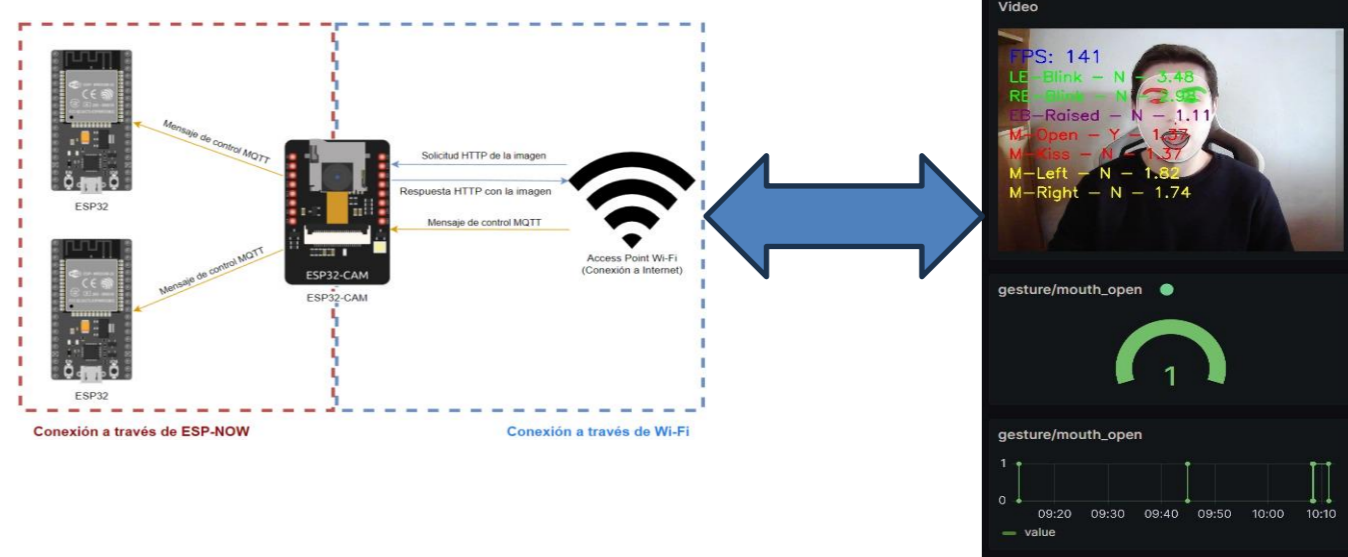 Mensaje de control MQTT
ESP32
Mensaje de control MQTT
ESP32
ESP32-CAM
ESP32-CAM
Solicitud HTTP de la imagen
Respuesta HTTP con la imagen
Mensaje de control MQTT
Access Point Wi-Fi
(Conexión a Internet)
Conexión a través de ESP-NOW
Conexión a través de Wi-Fi
Video
FPS: 141
LE-Blink - N - 3.48
RE-Blink - N - 2.98
EB-Raised - N - 1.11
M-Open - Y - 1.37
M-Kiss - N - 1.37
M-Left - N - 1.82
M-Right - N - 1.74
gesture/mouth_open
1
gesture/mouth_open
1
0
09:20 09:30 09:40 09:50 10:00 10:10
value